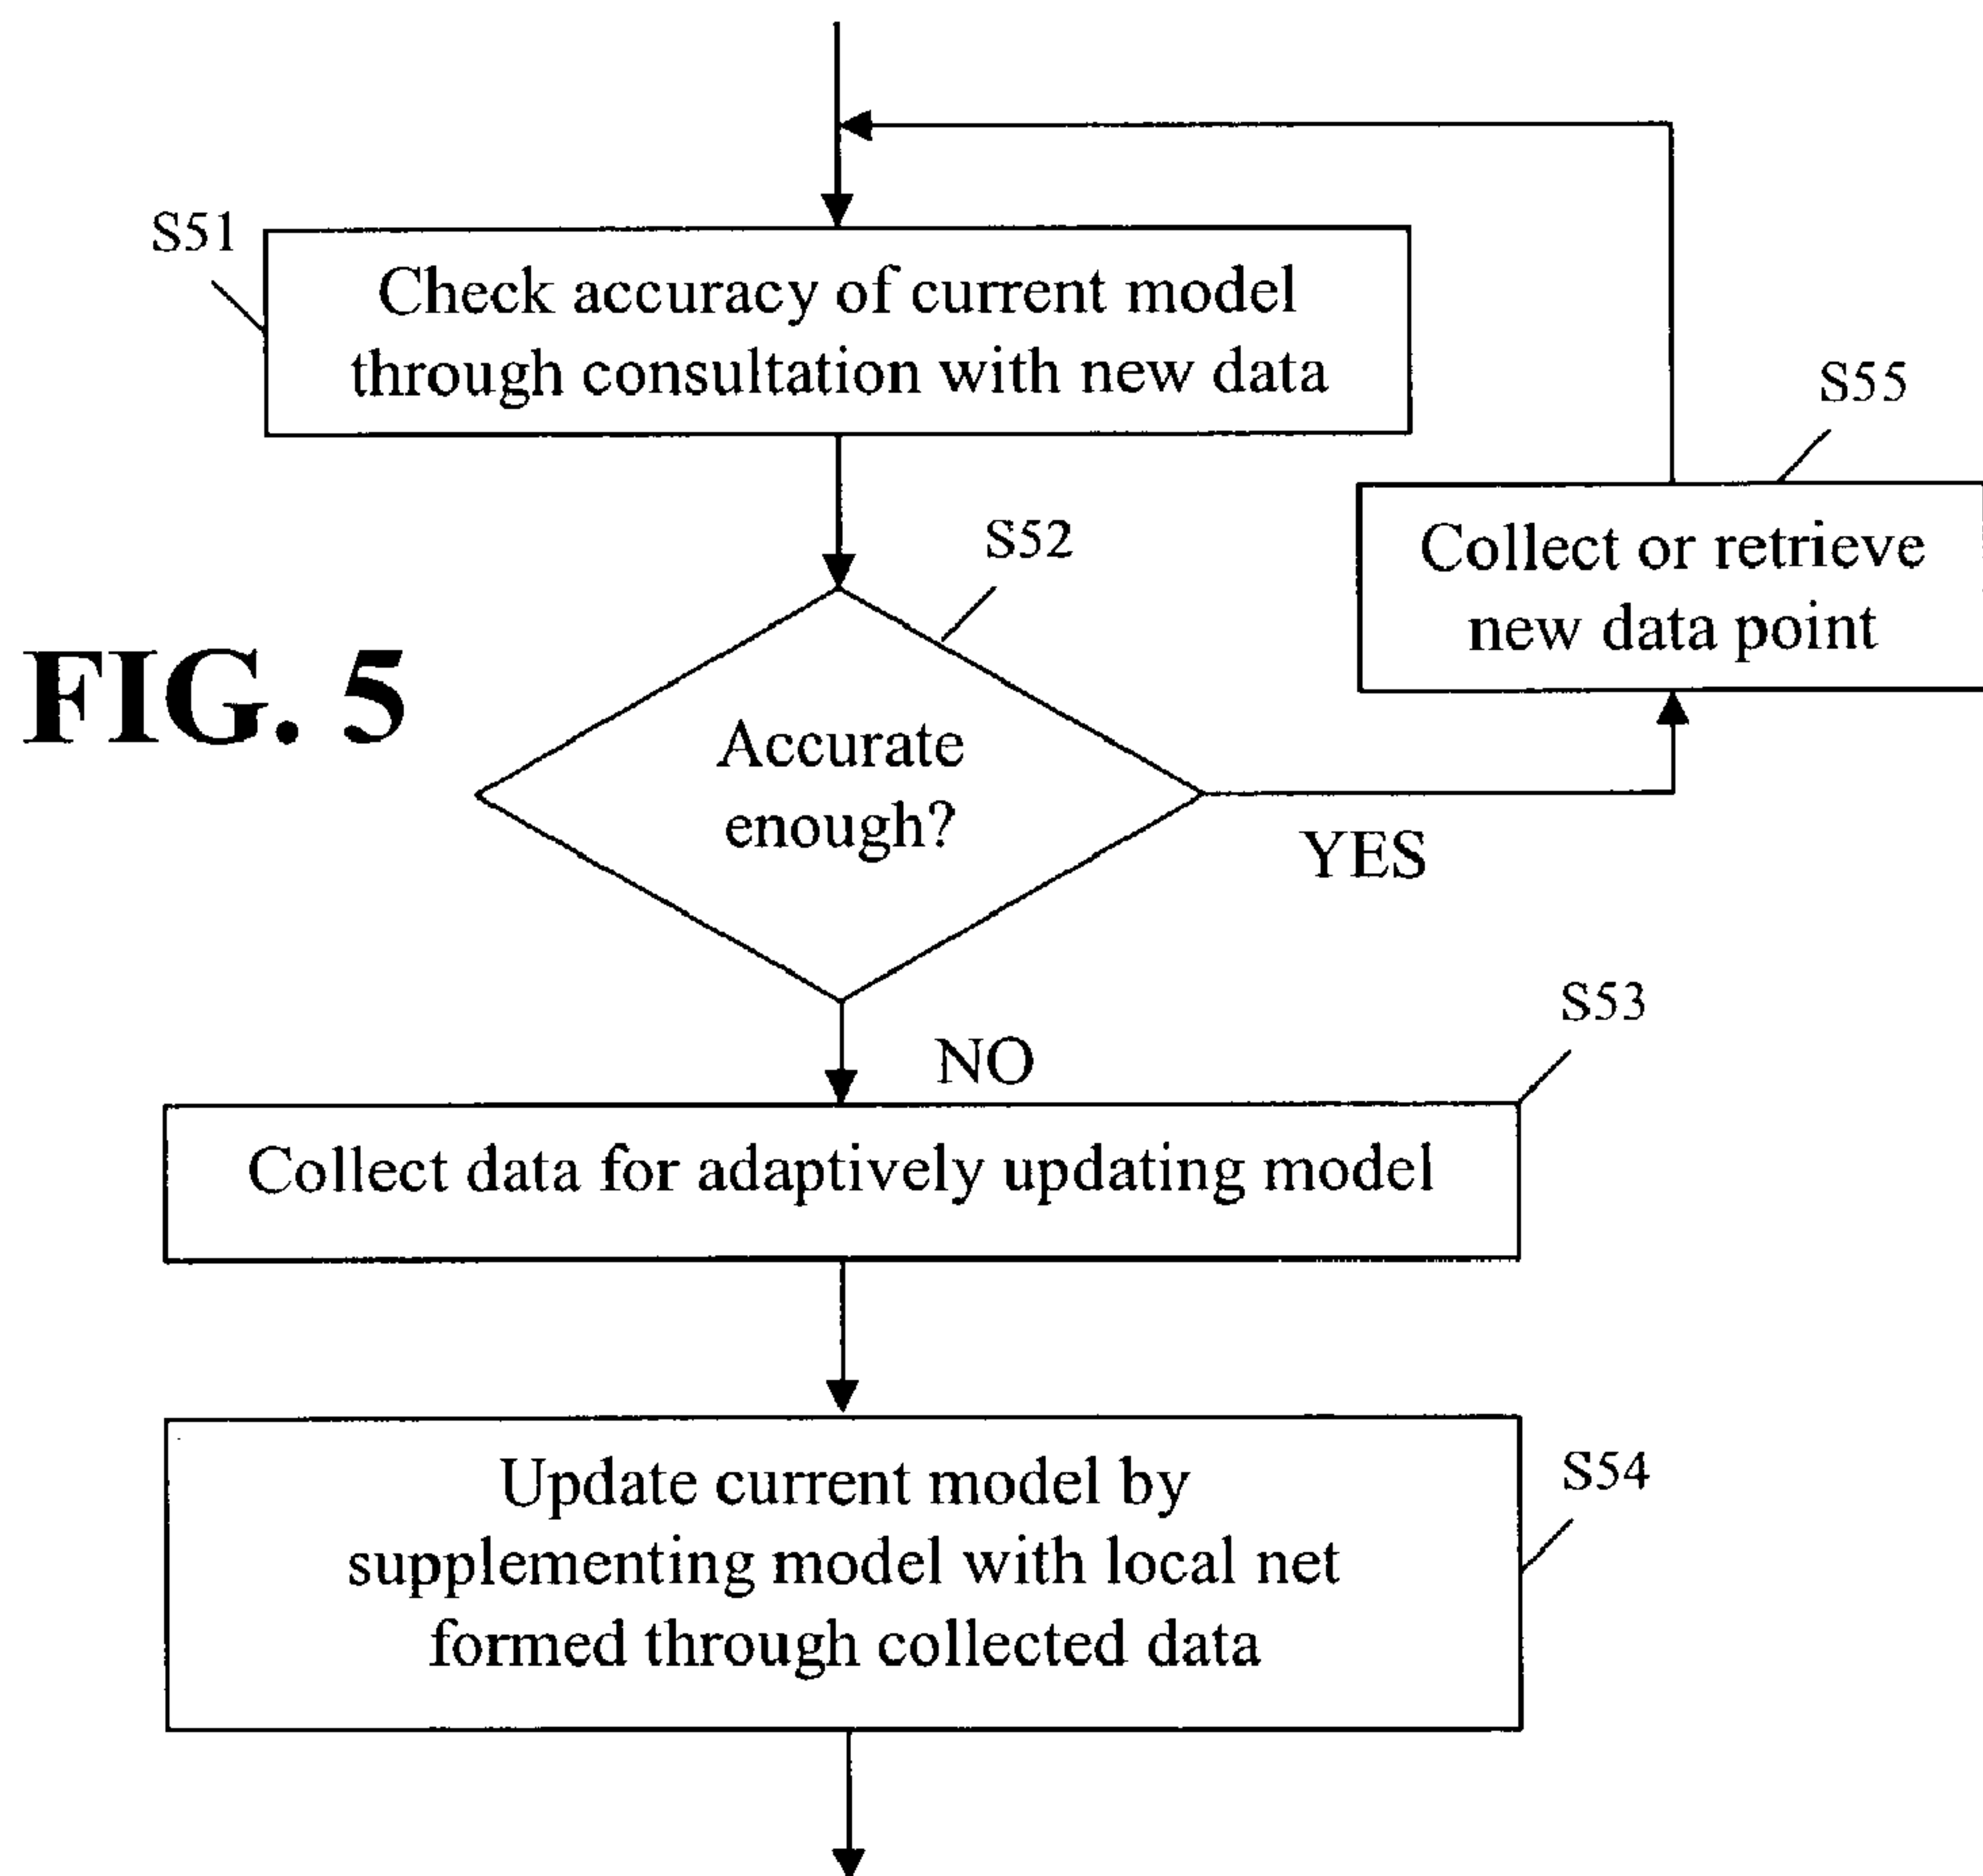 S51
Check accuracy of current model
through consultation with new data
S55
Collect or retrieve
new data point
S52
FIG. 5
Accurate
enough?
YES
NO
S53
Collect data for adaptively updating model
S54
Update current model by
supplementing model with local net
formed through collected data